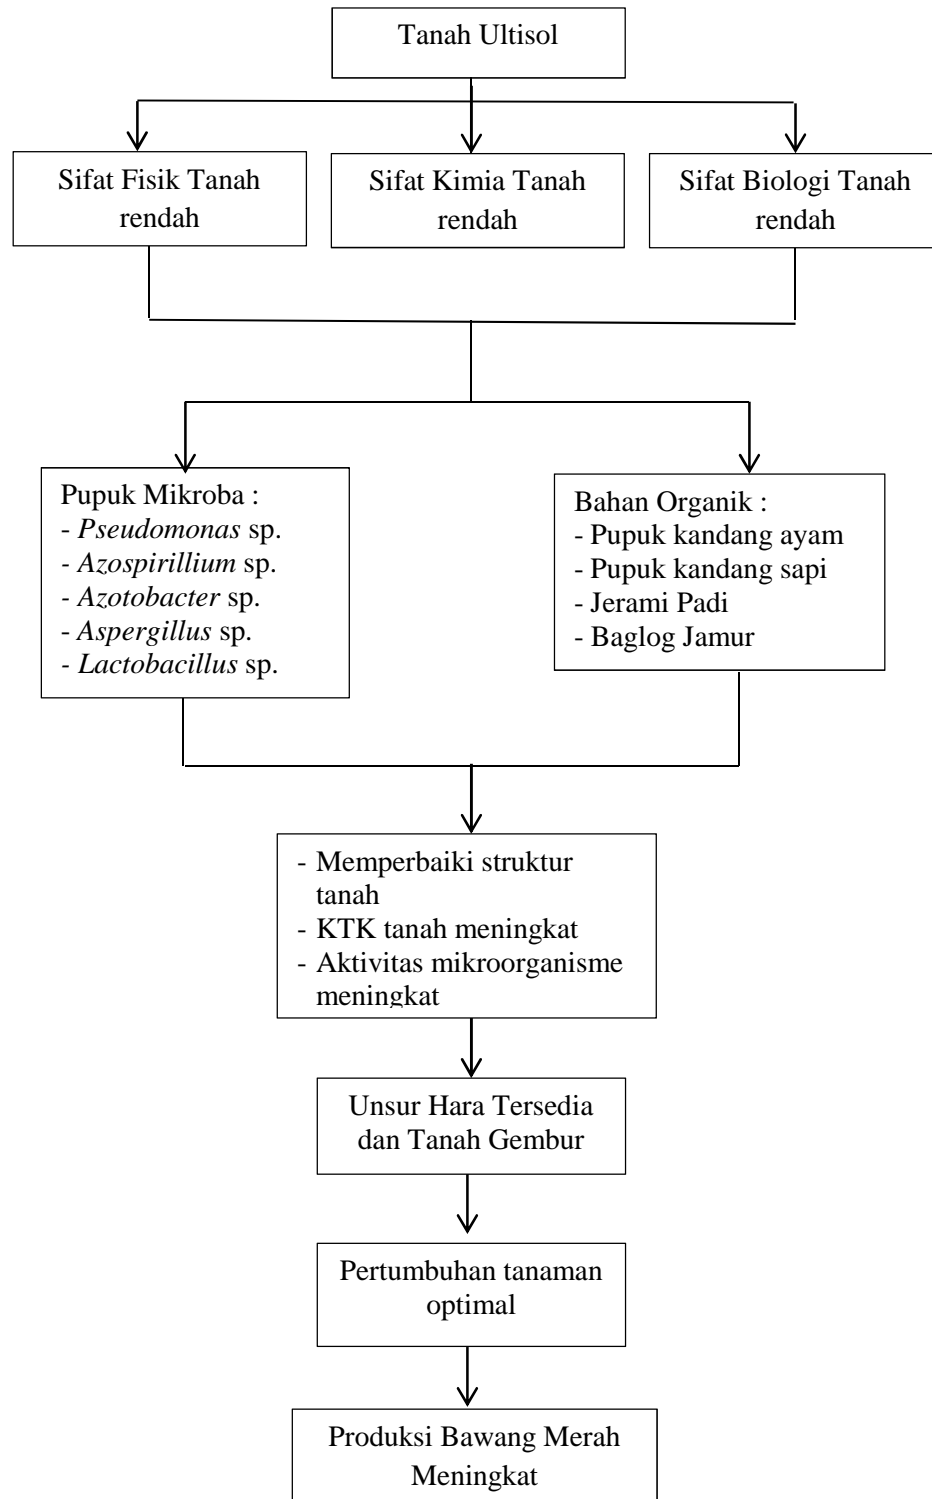 Tanah Ultisol
Sifat Fisik Tanah
rendah
Sifat Kimia Tanah
rendah
Sifat Biologi Tanah
rendah
Pupuk Mikroba :
- Pseudomonas sp.
- Azospirillium sp.
- Azotobacter sp.
- Aspergillus sp.
- Lactobacillus sp.
Bahan Organik :
- Pupuk kandang ayam
- Pupuk kandang sapi
- Jerami Padi
- Baglog Jamur
- Memperbaiki struktur
tanah
- KTK tanah meningkat
- Aktivitas mikroorganisme
meningkat
Unsur Hara Tersedia
dan Tanah Gembur
Pertumbuhan tanaman
optimal
Produksi Bawang Merah
Meningkat